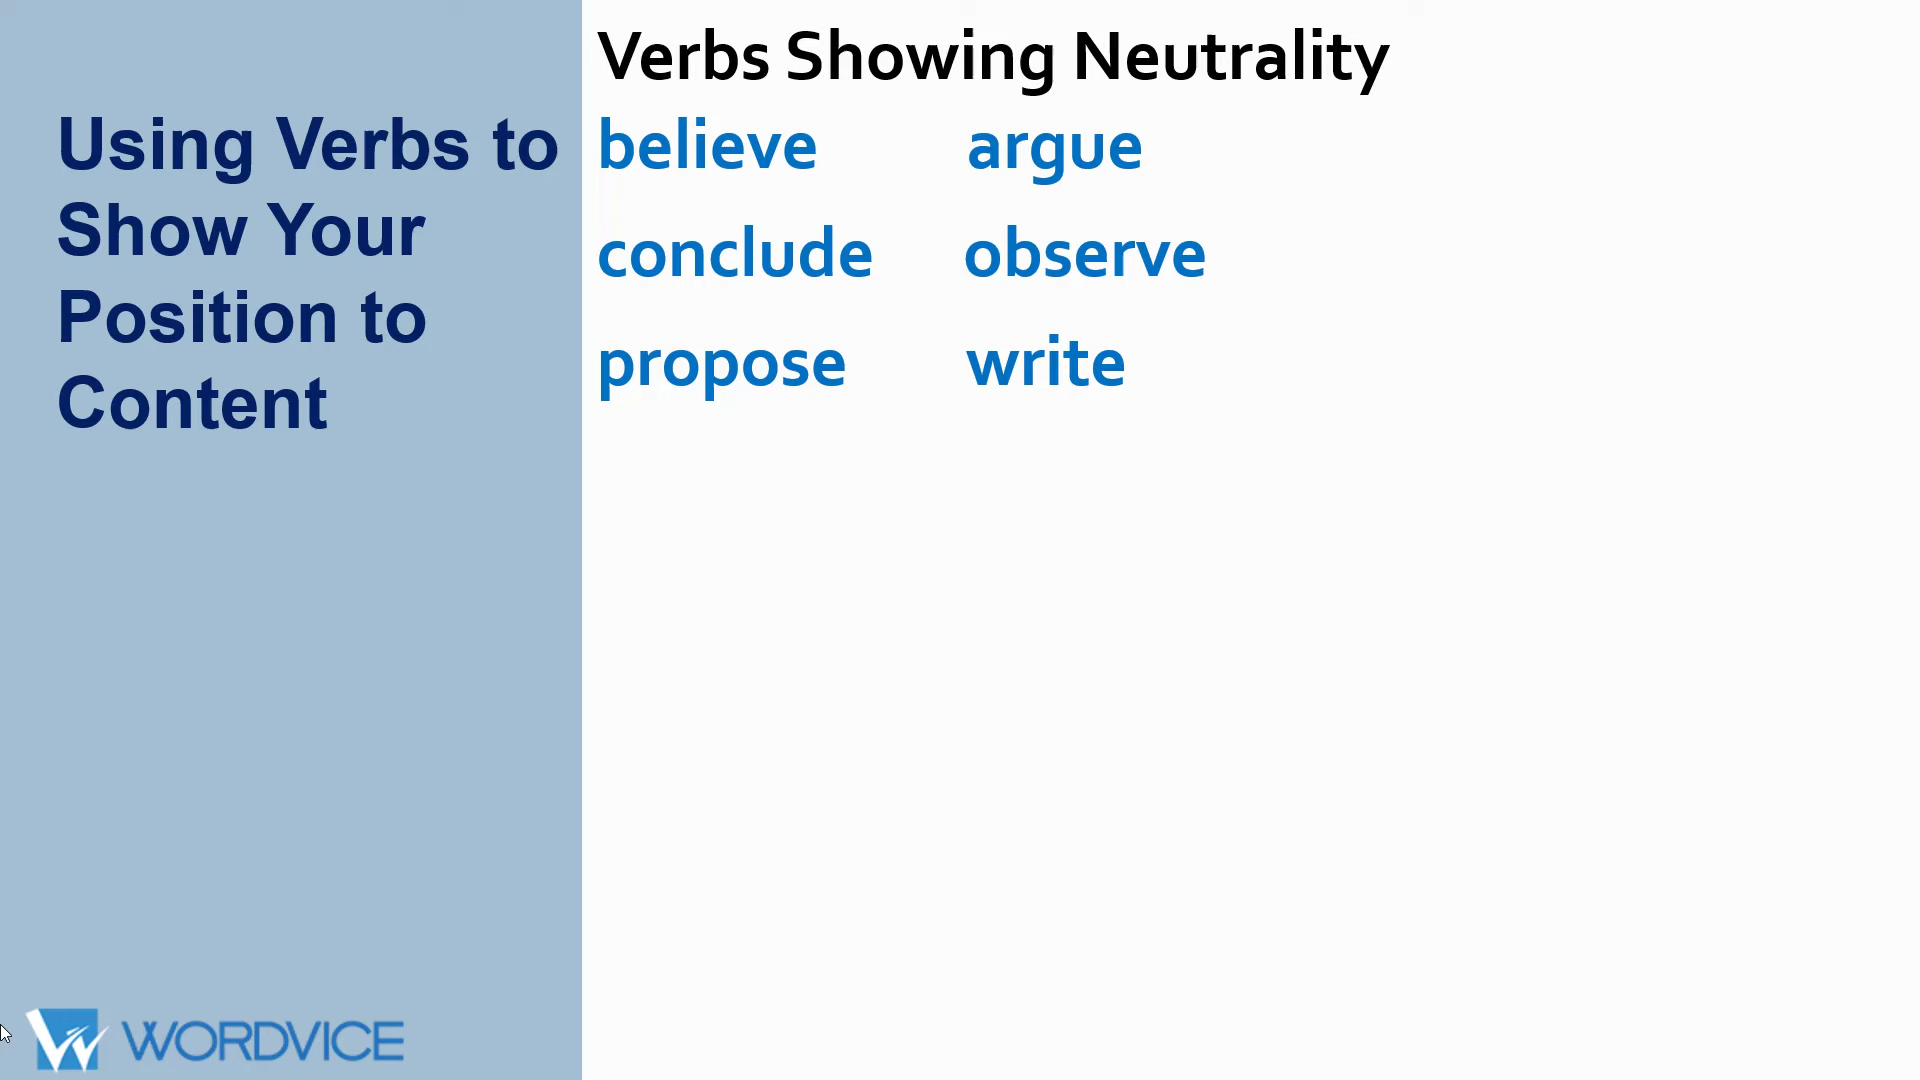 Using Verbs to
Show Your
Position to
Content
Verbs Showing Neutrality
believe argue
conclude observe
propose write
WORDVICE